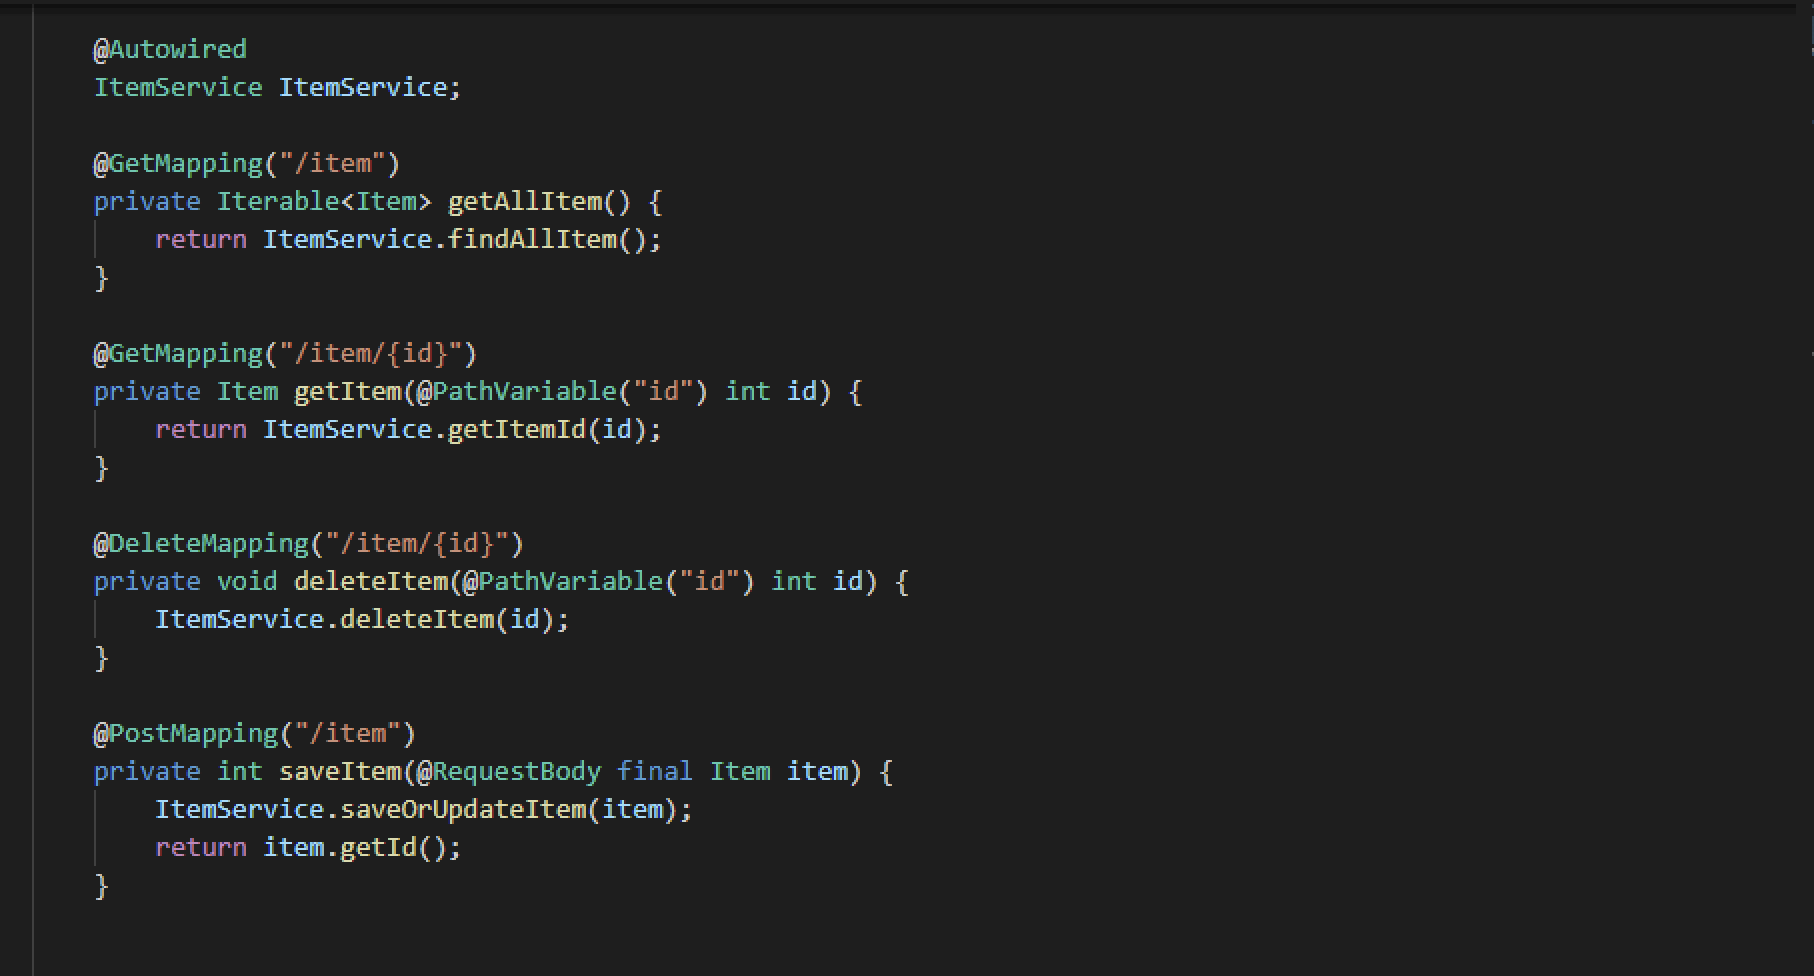 @Autowired
ItemService ItemService;
@GetMapping("/item")
private Iterable<Item> getAllItem() {
return ItemService.findAllItem();
}
@GetMapping("/item/{id}")
private Item getItem(@PathVariable("id") int id) {
return ItemService.getItemId(id);
}
@DeleteMapping("/item/{id}")
private void deleteItem(@PathVariable("id") int id) {
ItemService.deleteItem(id);
}
@PostMapping("/item")
private int saveItem(@RequestBody final Item item) {
ItemService.saveOrUpdateItem(item);
return item.getId();
}